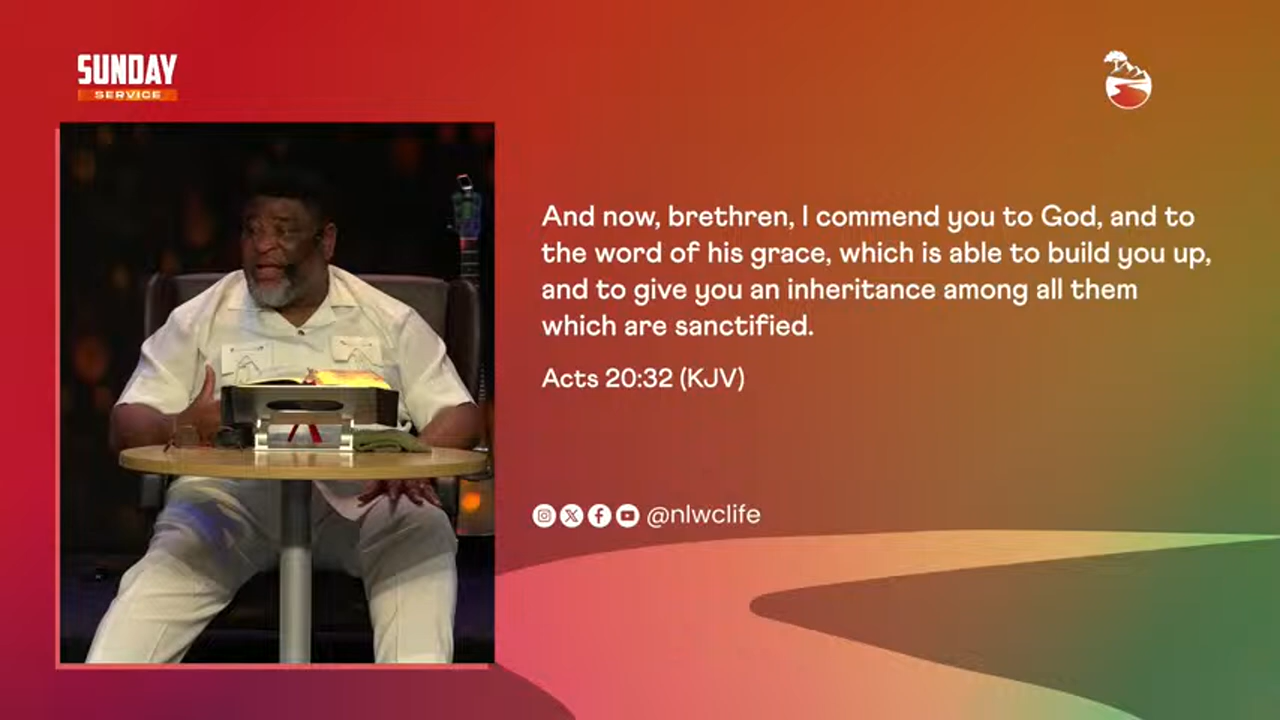 SUNDAY
SERVICE
And now, brethren, I commend you to God, and to
the word of his grace, which is able to build you up,
and to give you an inheritance among all them
which are sanctified.
Acts 20:32 (KJV)
@nlwclife